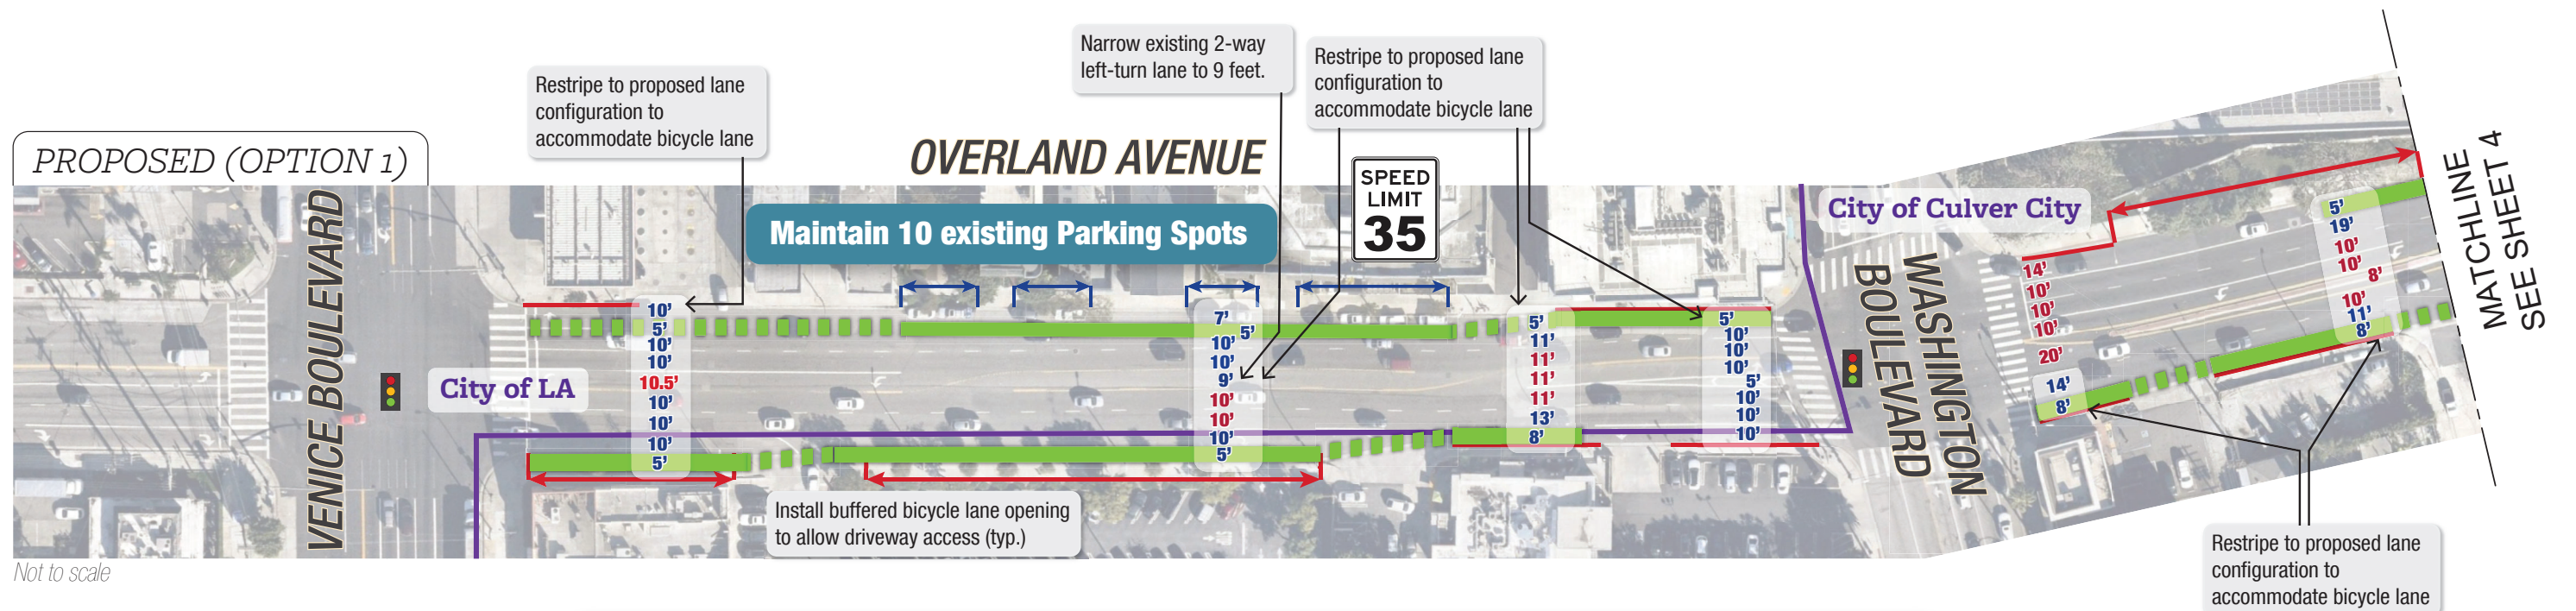 Narrow existing 2-way
left-turn lane to 9 feet.
Restripe to proposed lane
configuration to
accommodate bicycle lane
Restripe to proposed lane
configuration to
accommodate bicycle lane
PROPOSED (OPTION 1)
OVERLAND AVENUE
MATCHLINE
SEE SHEET 4
SPEED
LIMIT
35
Maintain 10 existing Parking Spots
City of Culver City
VENICE BOULEVARD
City of LA
WASHINGTON
BOULEVARD
10'
5'
10'
10'
10.5'
10'
10'
10'
5'
7'
5'
10'
10'
9'
10'
10'
10'
5'
5'
11'
11'
11'
11'
13'
8'
5'
10'
10'
10'
5'
10'
10'
10'
14'
10'
10'
10'
20'
14'
8'
5'
19'
10'
10'
8'
10'
11'
8'
Install buffered bicycle lane opening
to allow driveway access (typ.)
Restripe to proposed lane
configuration to
accommodate bicycle lane
Not to scale